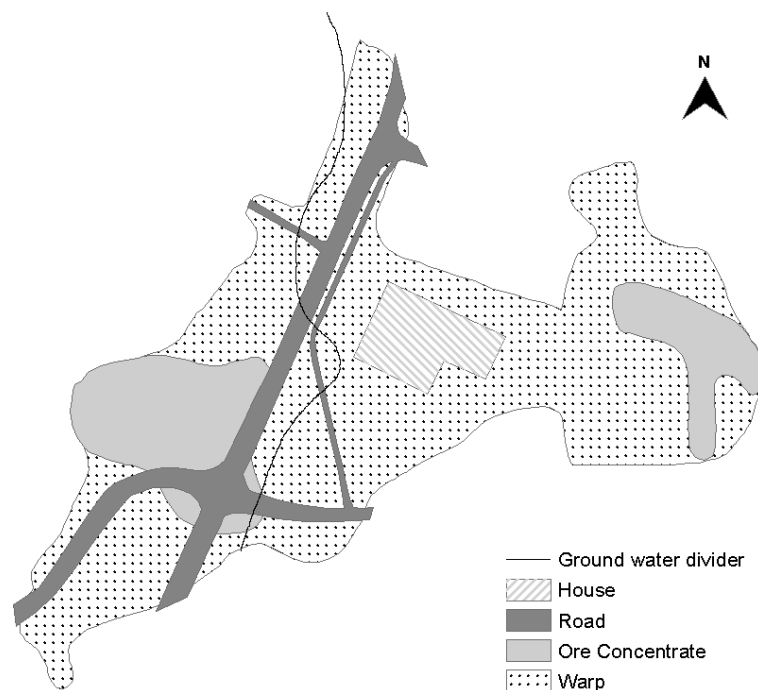 N
Ground water divider
House
Road
Ore Concentrate
Warp